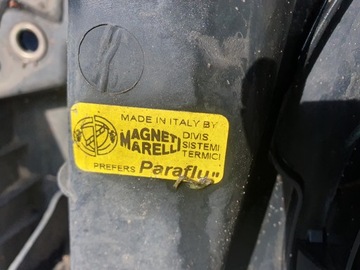 MADE IN ITALY BY
MAGNETI MARELLI
DIVIS
SISTEMI
TERMICI
PREFERS Paraflu"